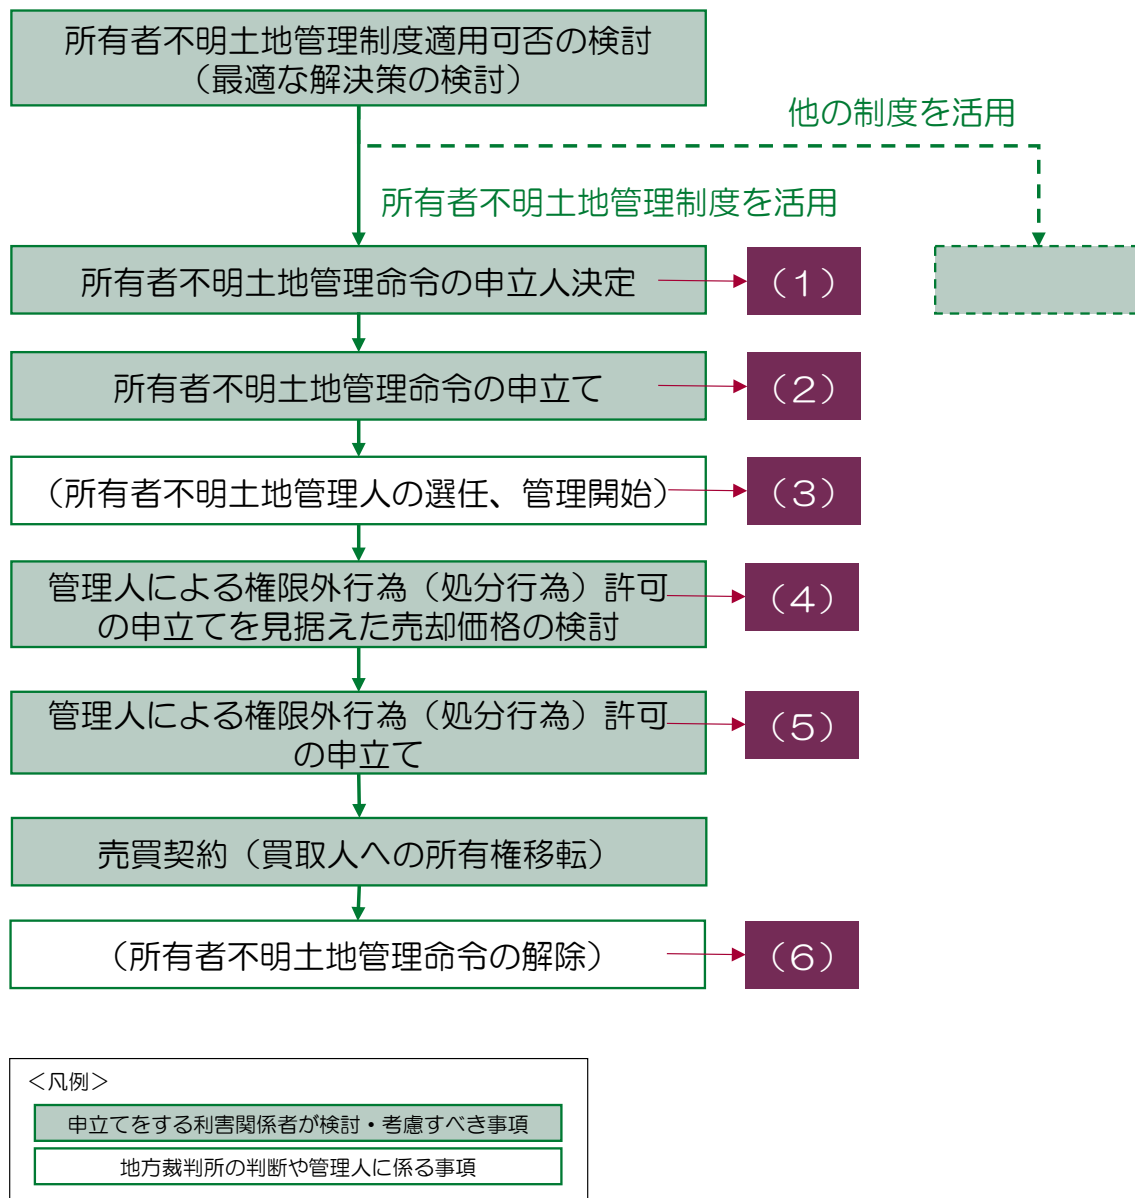 所有者不明土地管理制度適用可否の検討
（最適な解決策の検討）
他の制度を活用
所有者不明土地管理制度を活用
所有者不明土地管理命令の申立人決定
（１）
所有者不明土地管理命令の申立て
（２）
（所有者不明土地管理人の選任、管理開始）
（３）
管理人による権限外行為（処分行為）許可
の申立てを見据えた売却価格の検討
（４）
管理人による権限外行為（処分行為）許可
の申立て
（５）
売買契約（買取人への所有権移転）
（所有者不明土地管理命令の解除）
（６）
＜凡例＞
申立てをする利害関係者が検討・考慮すべき事項
地方裁判所の判断や管理人に係る事項